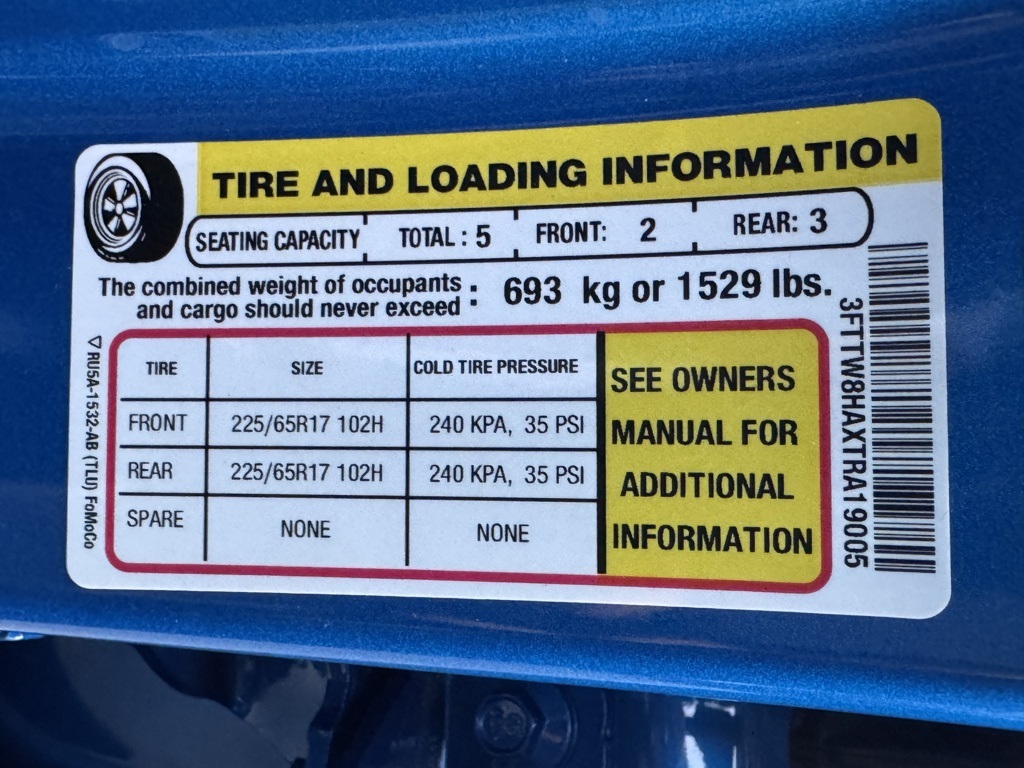 TIRE AND LOADING INFORMATION
SEATING CAPACITY TOTAL : 5 FRONT: 2 REAR: 3
The combined weight of occupants
and cargo should never exceed : 693 kg or 1529 lbs.
TIRE SIZE COLD TIRE PRESSURE
FRONT 225/65R17 102H 240 KPA, 35 PSI
REAR 225/65R17 102H 240 KPA, 35 PSI
SPARE NONE NONE
SEE OWNERS
MANUAL FOR
ADDITIONAL
INFORMATION
3FTTW8HAXTRA19005
RU5A-1532-AB (TLU) FoMoCo